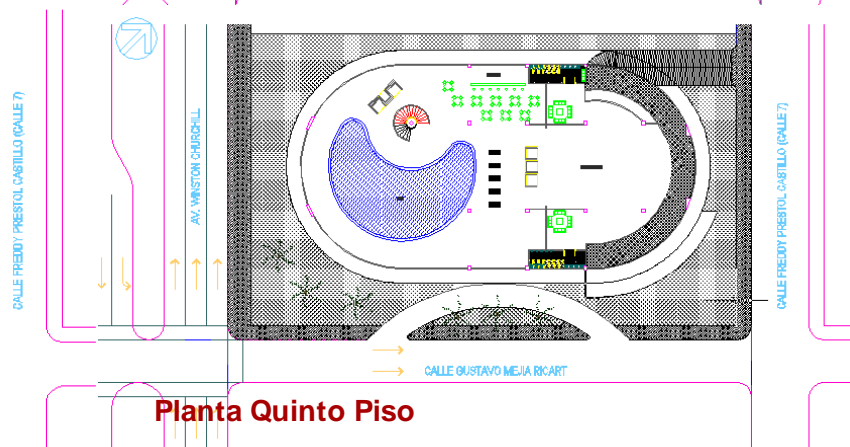 CALLE FREDDY PRESTOL CASTILLO (CALLE 7)
AV. WINSTON CHURCHILL
CALLE FREDDY PRESTOL CASTILLO (CALLE 7)
CALLE GUSTAVO MEJIA RICART
Planta Quinto Piso